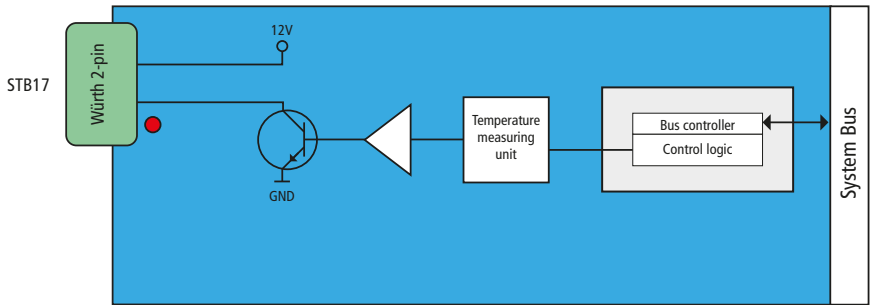 STB17
Würth 2-pin
12V
GND
Temperature
measuring
unit
Bus controller
Control logic
System Bus